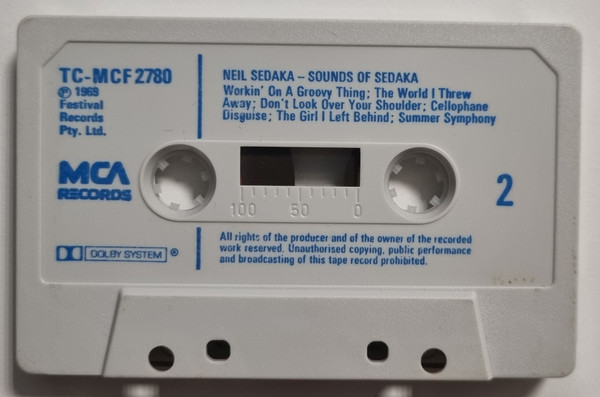 TC-MCF 2780
℗ 1969
Festival
Records
Pty. Ltd.
NEIL SEDAKA – SOUNDS OF SEDAKA
Workin' On A Groovy Thing; The World I Threw
Away; Don't Look Over Your Shoulder; Cellophane
Disguise; The Girl I Left Behind; Summer Symphony
MCA
RECORDS
100 50 0
2
DOLBY SYSTEM ®
All rights of the producer and of the owner of the recorded
work reserved. Unauthorised copying, public performance
and broadcasting of this tape record prohibited.